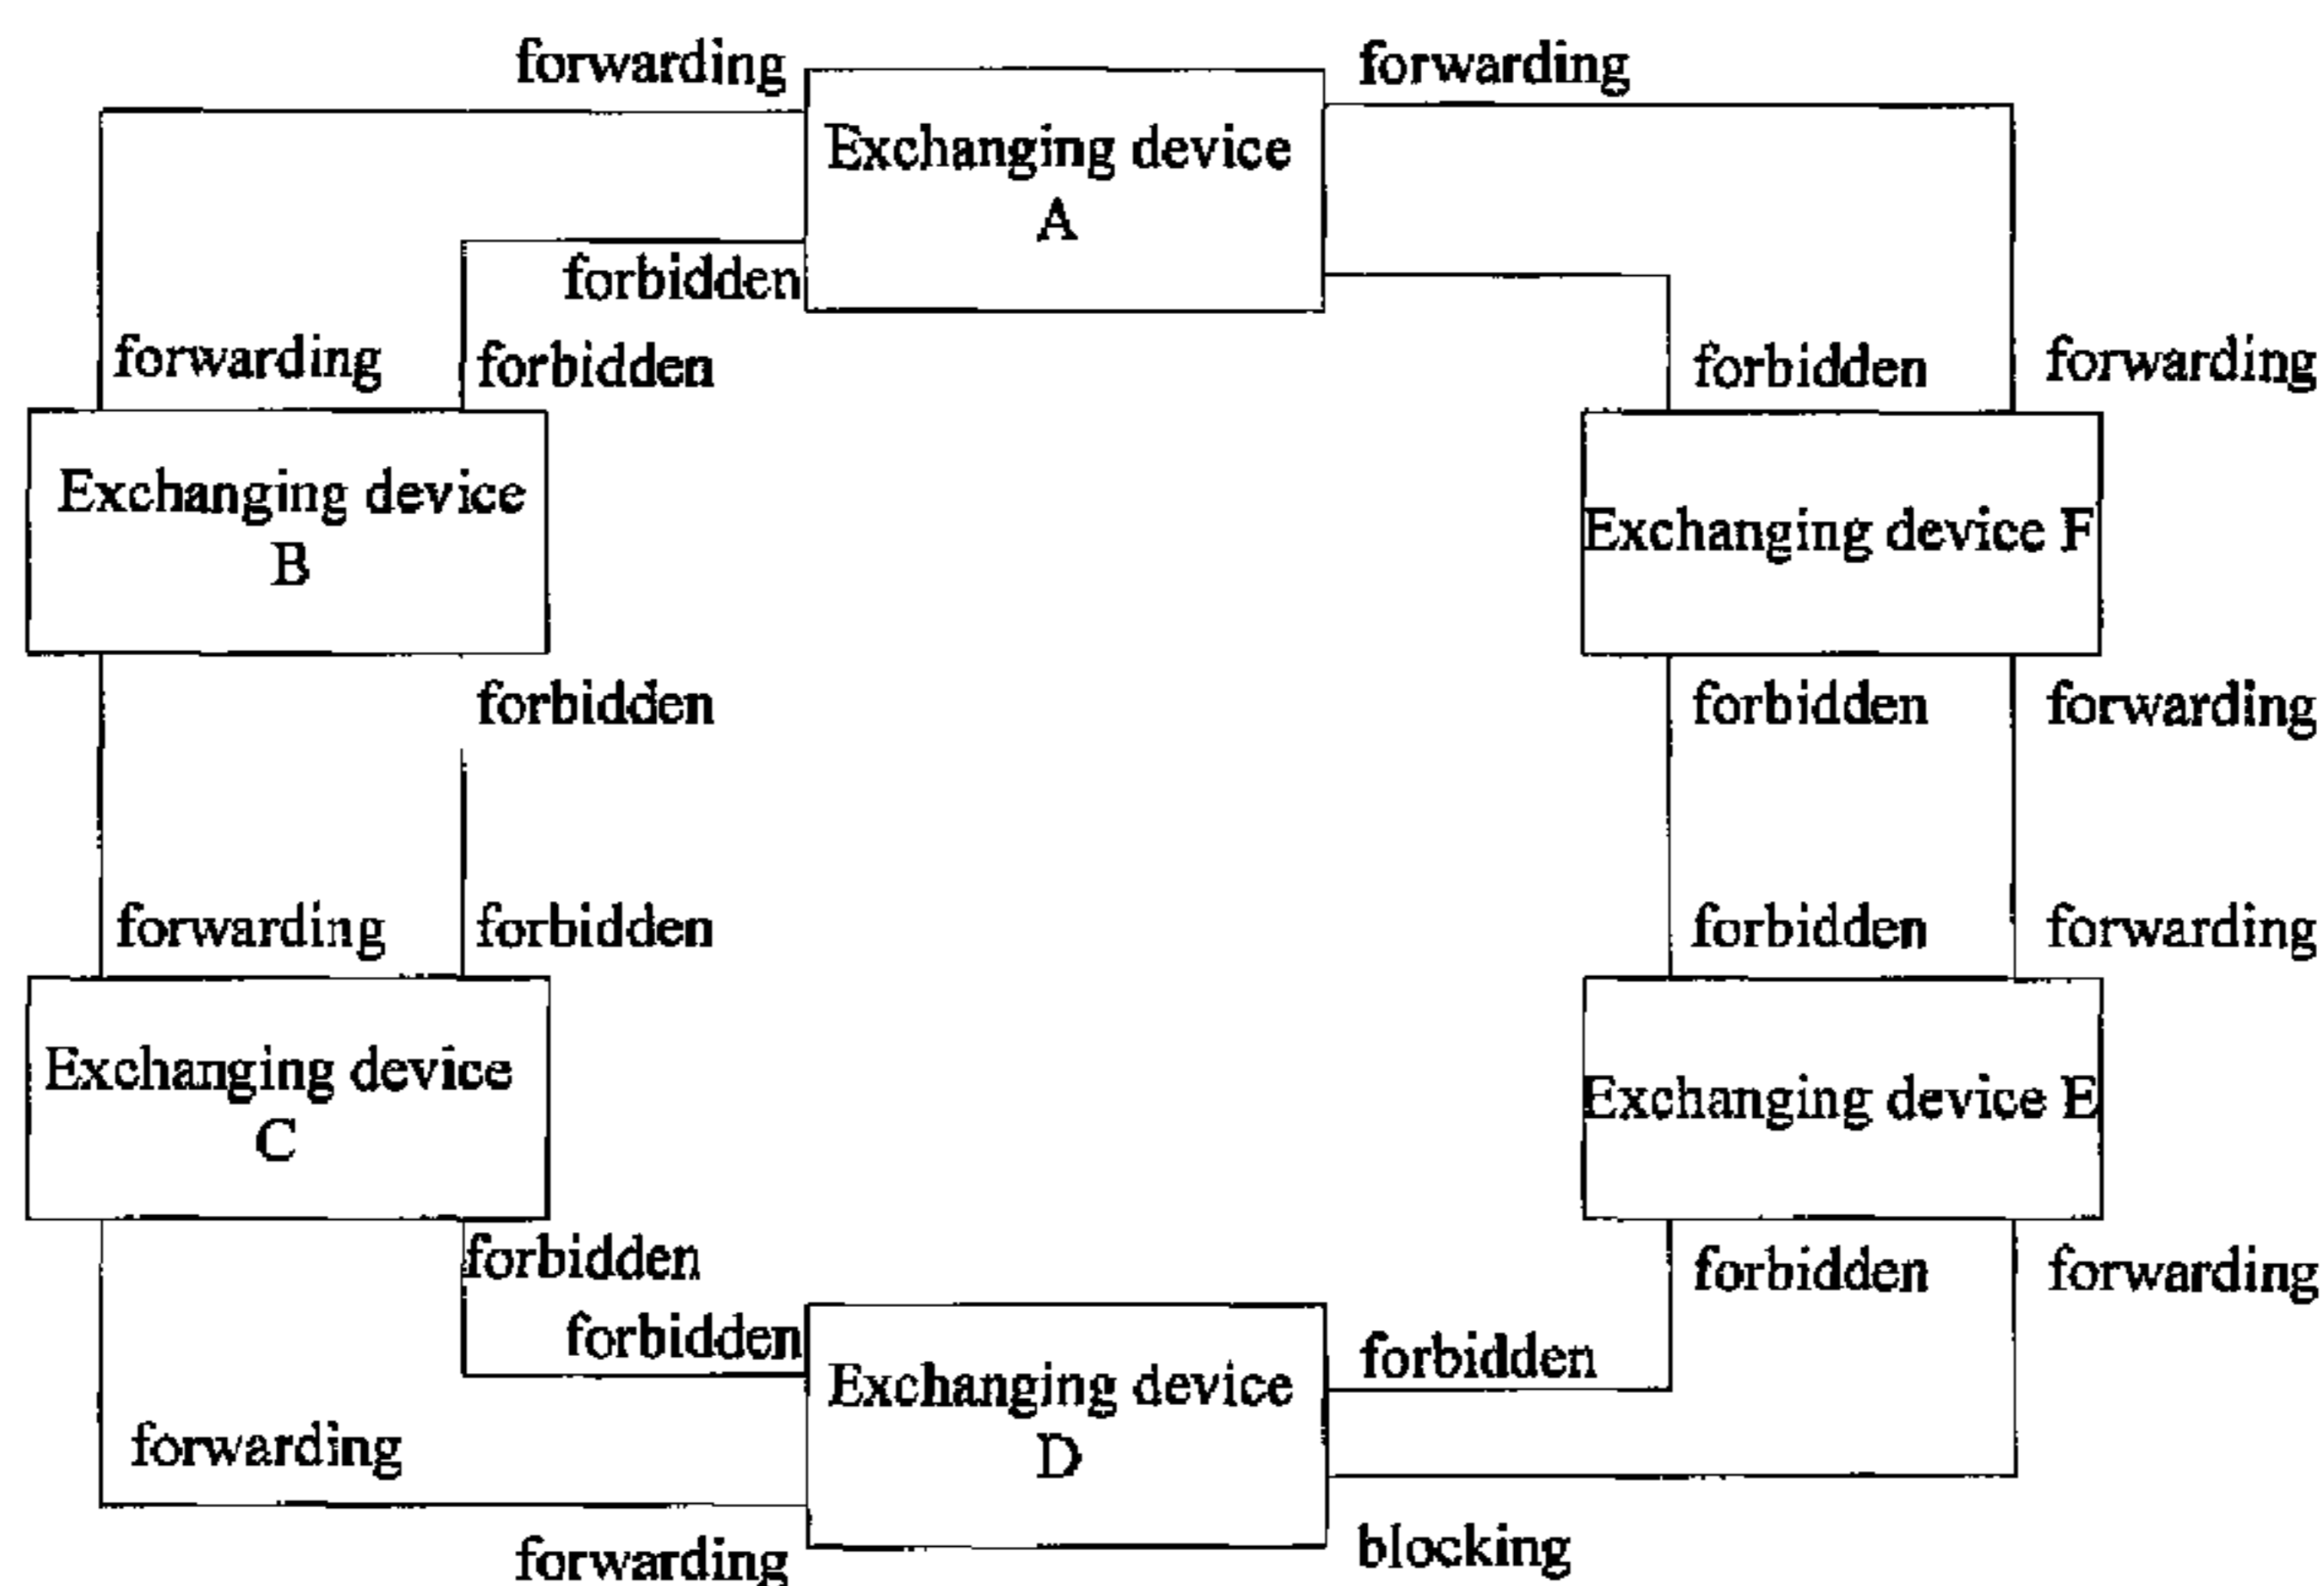 forwarding
forwarding
Exchanging device
A
forbidden
forwarding
forbidden
forbidden
forwarding
Exchanging device
B
Exchanging device F
forbidden
forbidden
forwarding
forwarding
forbidden
forbidden
forwarding
Exchanging device
C
Exchanging device E
forbidden
forbidden
forwarding
forbidden
forbidden
Exchanging device
D
forwarding
forwarding
blocking